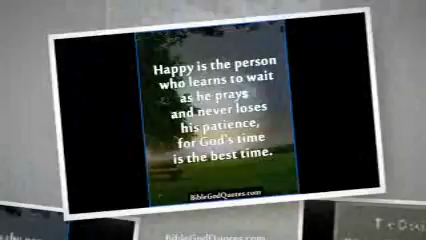 Happy is the person
who learns to wait
as he prays
and never loses
his patience,
for God's time
is the best time.
BibleGodQuotes.com
BibleGodQuotes.com